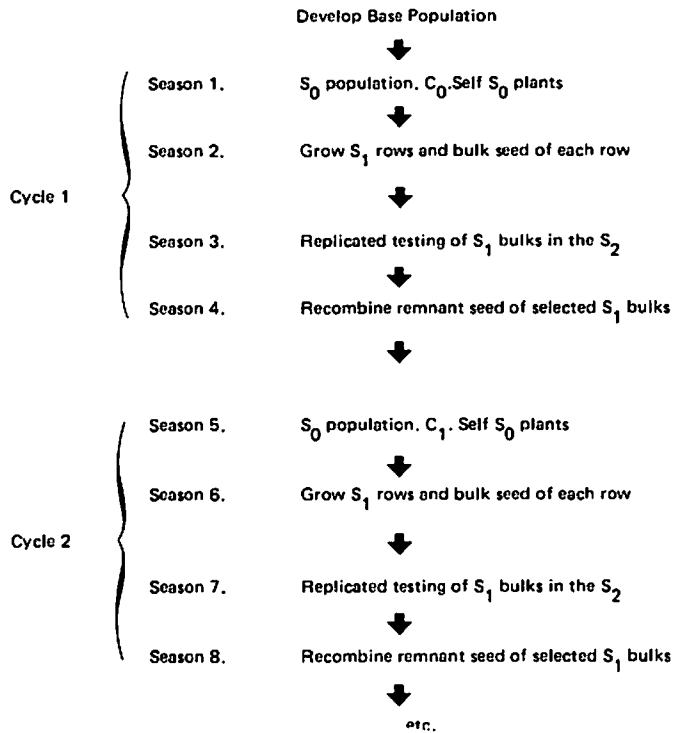 Develop Base Population
Season 1. S0 population. C0.Self S0 plants
Season 2. Grow S1 rows and bulk seed of each row
Cycle 1
Season 3. Replicated testing of S1 bulks in the S2
Season 4. Recombine remnant seed of selected S1 bulks
Season 5. S0 population. C1. Self S0 plants
Season 6. Grow S1 rows and bulk seed of each row
Cycle 2
Season 7. Replicated testing of S1 bulks in the S2
Season 8. Recombine remnant seed of selected S1 bulks
etc.